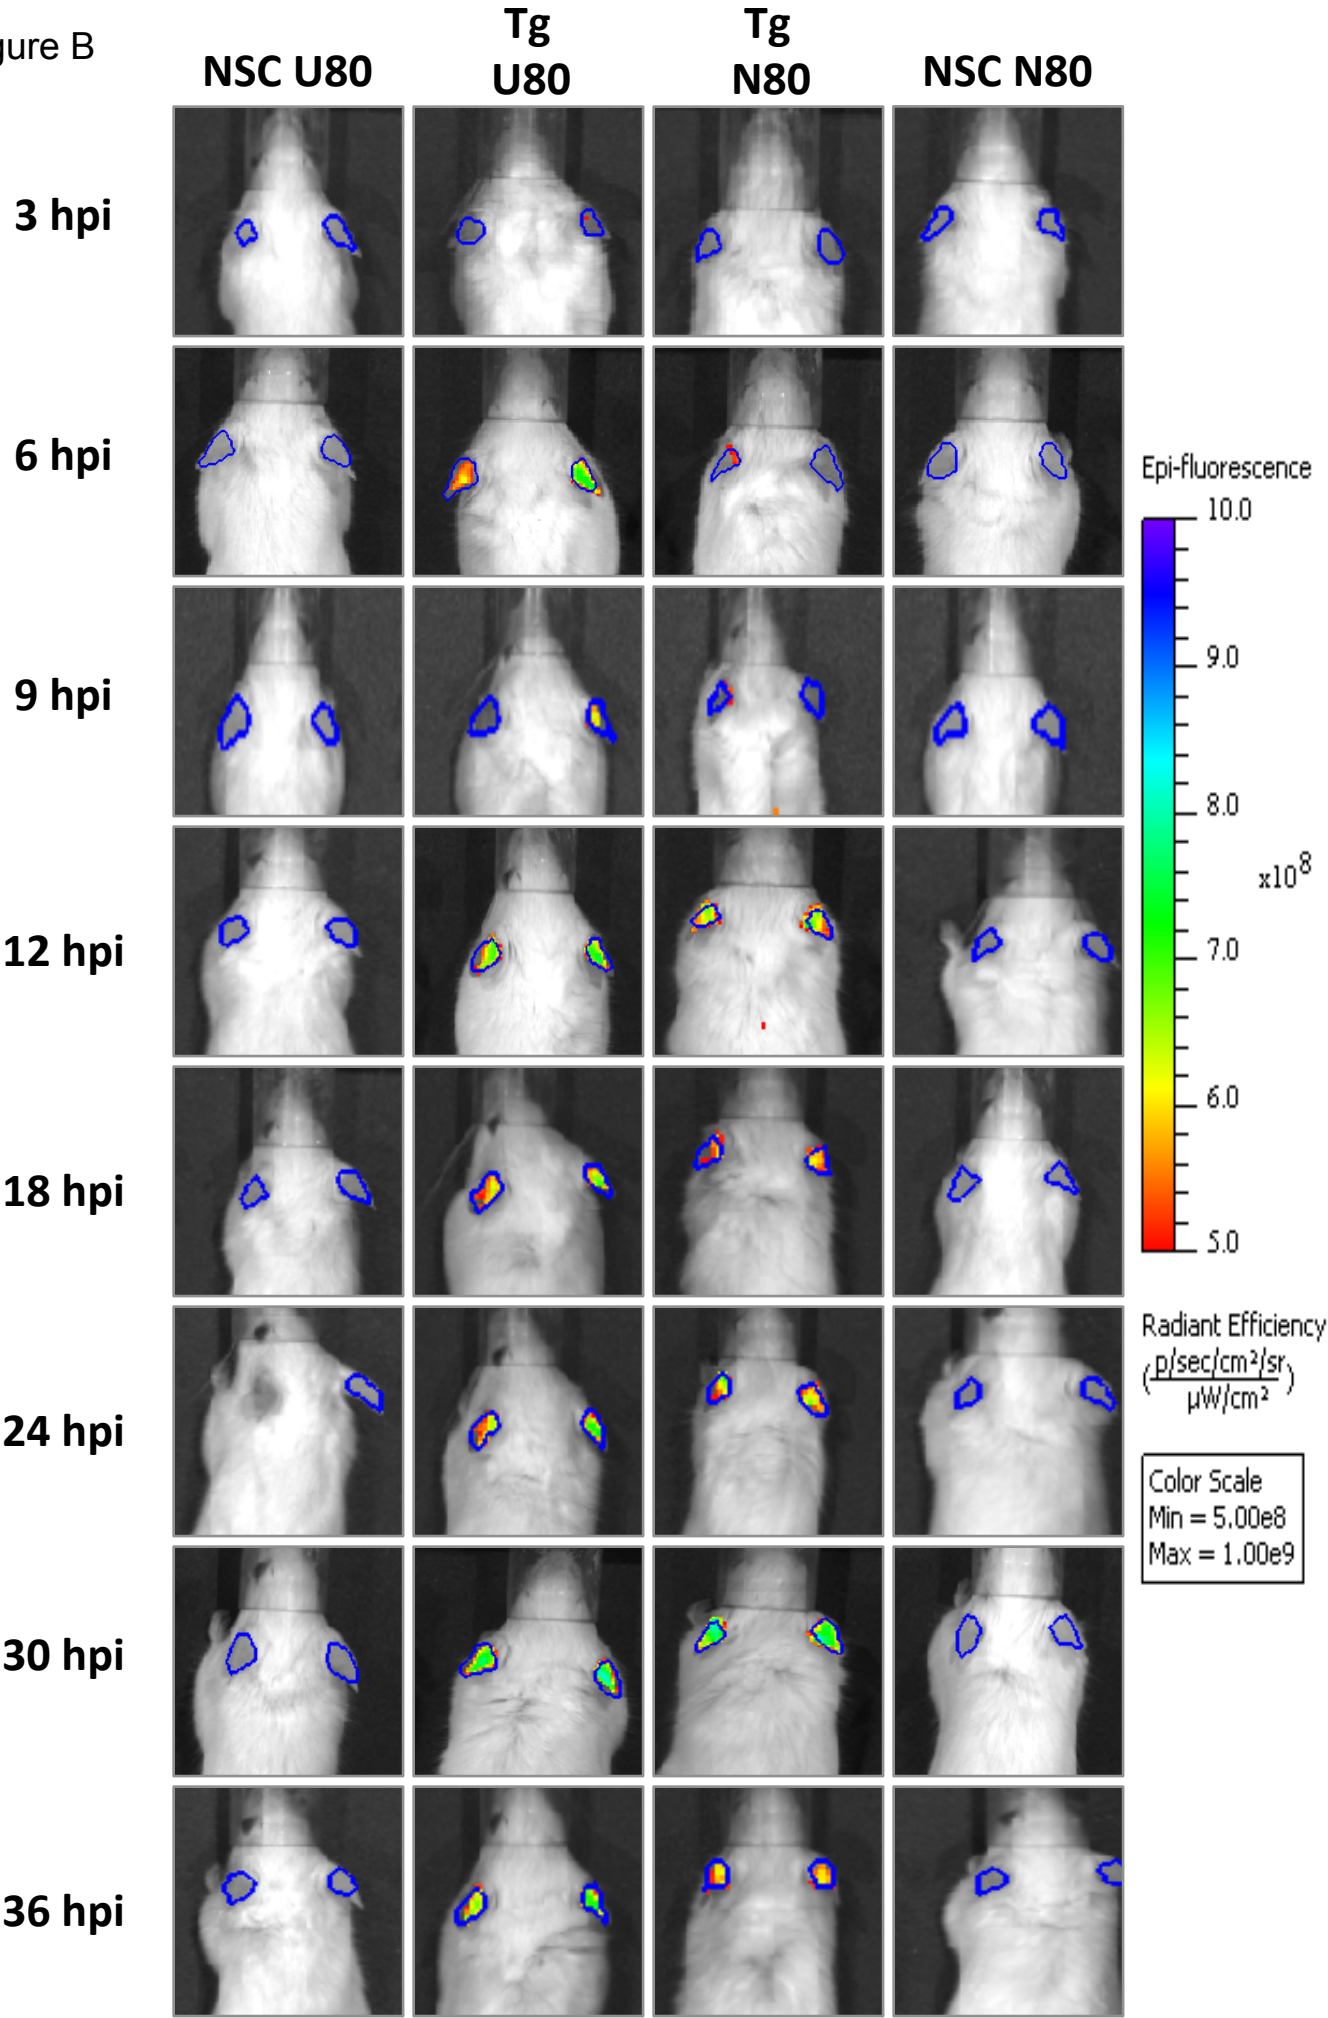 gure B
NSC U80
Tg
U80
Tg
N80
NSC N80
3 hpi
6 hpi
9 hpi
12 hpi
18 hpi
24 hpi
30 hpi
36 hpi
Epi-fluorescence
10.0
9.0
8.0
x10⁸
7.0
6.0
5.0
Radiant Efficiency
(p/sec/cm²/sr)
µW/cm²
Color Scale
Min = 5.00e8
Max = 1.00e9